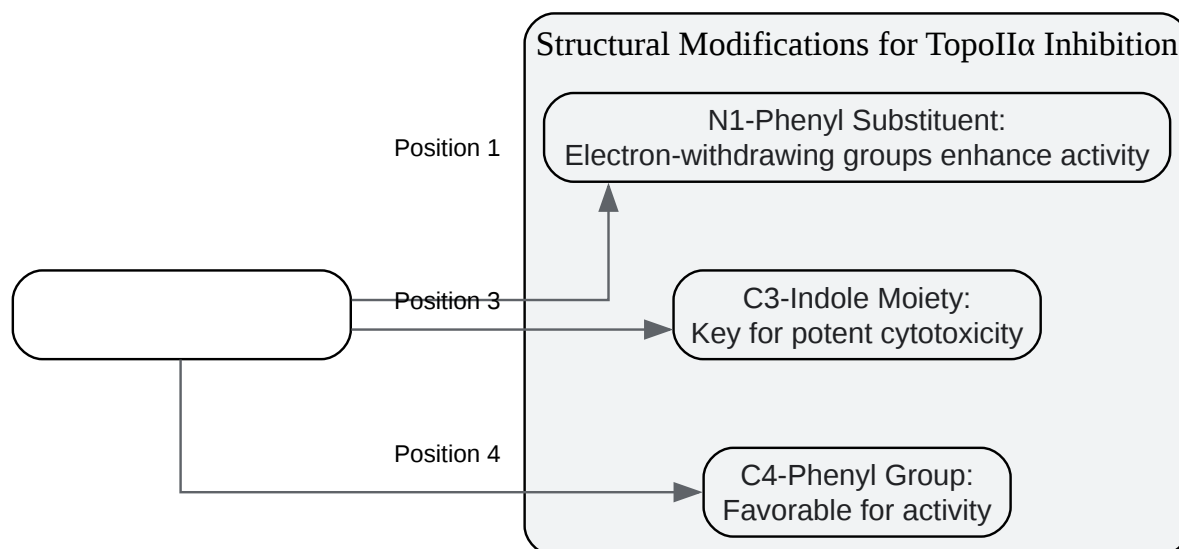 Structural Modifications for TopoIIα Inhibition
Position 1
N1-Phenyl Substituent:
Electron-withdrawing groups enhance activity
Position 3
C3-Indole Moiety:
Key for potent cytotoxicity
Position 4
C4-Phenyl Group:
Favorable for activity